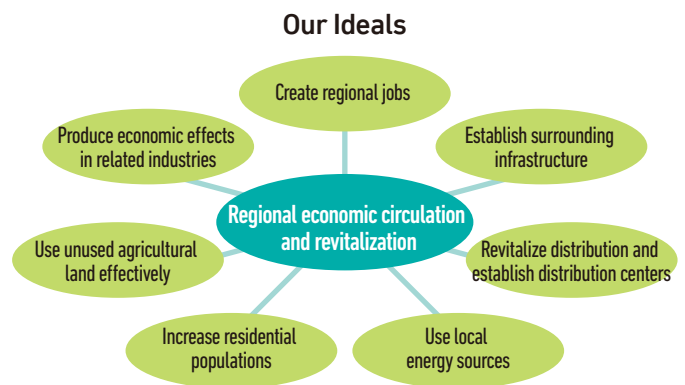 Our Ideals
Create regional jobs
Produce economic effects
in related industries
Establish surrounding
infrastructure
Regional economic circulation
and revitalization
Use unused agricultural
land effectively
Revitalize distribution and
establish distribution centers
Increase residential
populations
Use local
energy sources